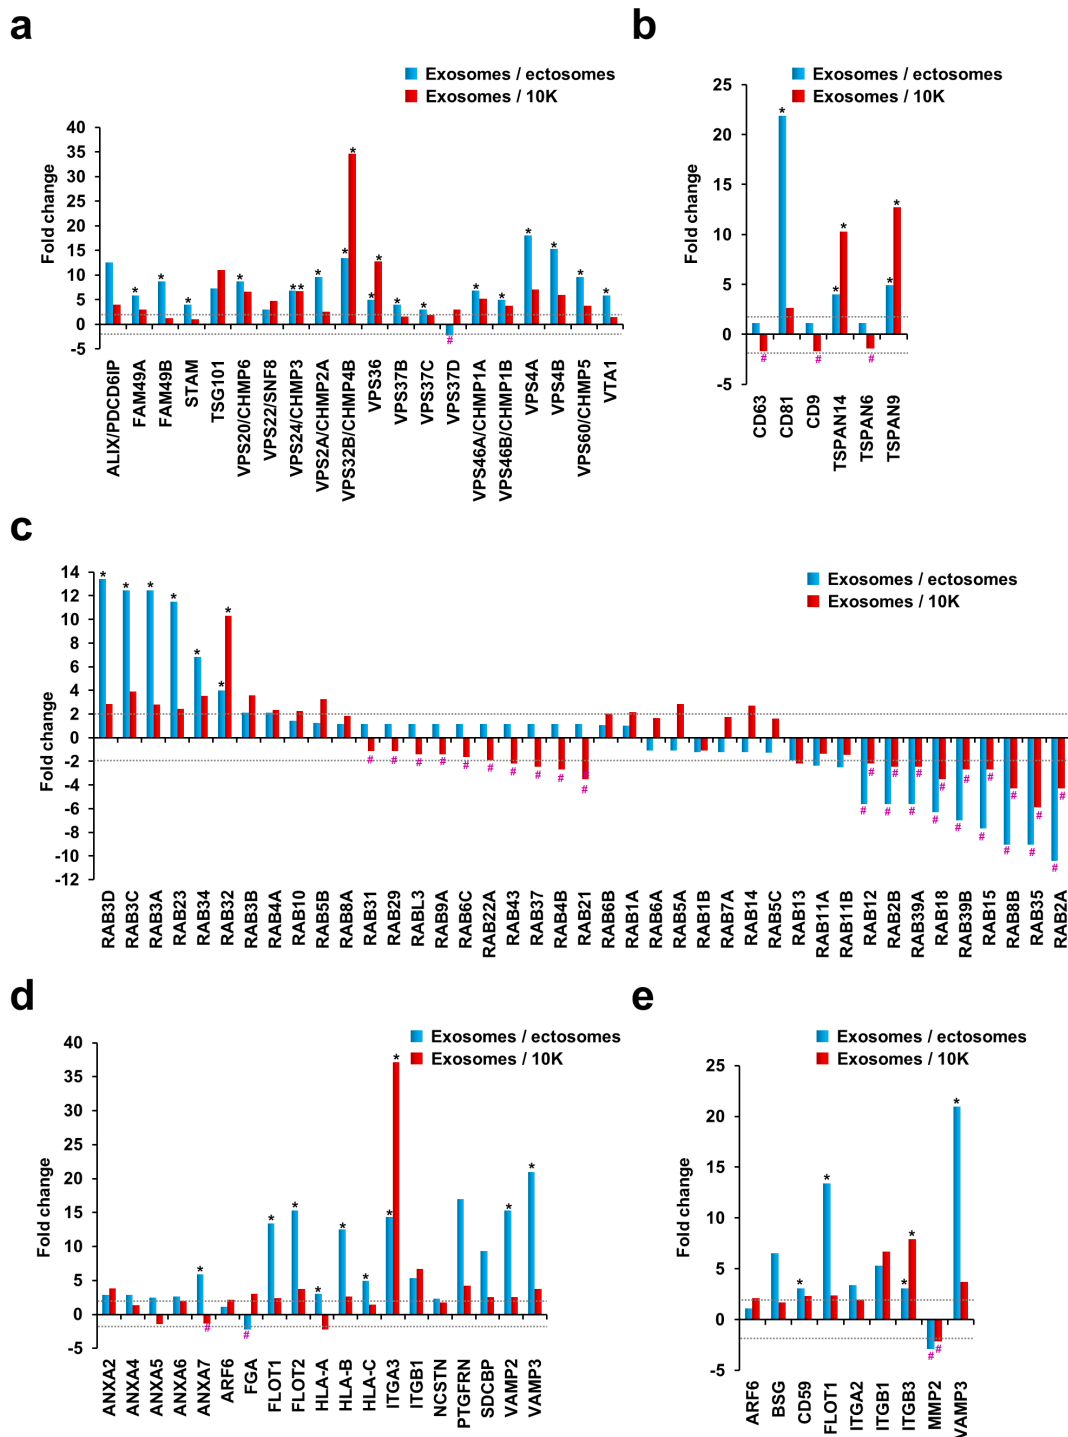 a
Exosomes / ectosomes
Exosomes / 10K
Fold change
40
35
30
25
20
15
10
5
0
-5
* * * * * * * * * * * * * * * * * * * *
#
ALIX/PDCD6IP
FAM49A
FAM49B
STAM
TSG101
VPS20/CHMP6
VPS22/SNF8
VPS24/CHMP3
VPS2A/CHMP2A
VPS32B/CHMP4B
VPS36
VPS37B
VPS37C
VPS37D
VPS46A/CHMP1A
VPS46B/CHMP1B
VPS4A
VPS4B
VPS60/CHMP5
VTA1
b
Exosomes / ectosomes
Exosomes / 10K
Fold change
25
20
15
10
5
0
-5
* * * * *
# # #
CD63
CD81
CD9
TSPAN14
TSPAN6
TSPAN9
c
Exosomes / ectosomes
Exosomes / 10K
Fold change
14
12
10
8
6
4
2
0
-2
-4
-6
-8
-10
-12
* * * * * * *
# # # # # # # # # # # # # # # # # # # # # # # # # # #
RAB3D
RAB3C
RAB3A
RAB23
RAB34
RAB32
RAB3B
RAB4A
RAB10
RAB5B
RAB8A
RAB31
RAB29
RABL3
RAB9A
RAB6C
RAB22A
RAB43
RAB37
RAB4B
RAB21
RAB6B
RAB1A
RAB6A
RAB5A
RAB1B
RAB7A
RAB14
RAB5C
RAB13
RAB11A
RAB11B
RAB12
RAB2B
RAB39A
RAB18
RAB39B
RAB15
RAB8B
RAB35
RAB2A
d
Exosomes / ectosomes
Exosomes / 10K
Fold change
40
35
30
25
20
15
10
5
0
-5
* * * * * * * * * *
# #
ANXA2
ANXA4
ANXA5
ANXA6
ANXA7
ARF6
FGA
FLOT1
FLOT2
HLA-A
HLA-B
HLA-C
ITGA3
ITGB1
NCSTN
PTGFRN
SDCBP
VAMP2
VAMP3
e
Exosomes / ectosomes
Exosomes / 10K
Fold change
25
20
15
10
5
0
-5
* * * * *
# #
ARF6
BSG
CD59
FLOT1
ITGA2
ITGB1
ITGB3
MMP2
VAMP3